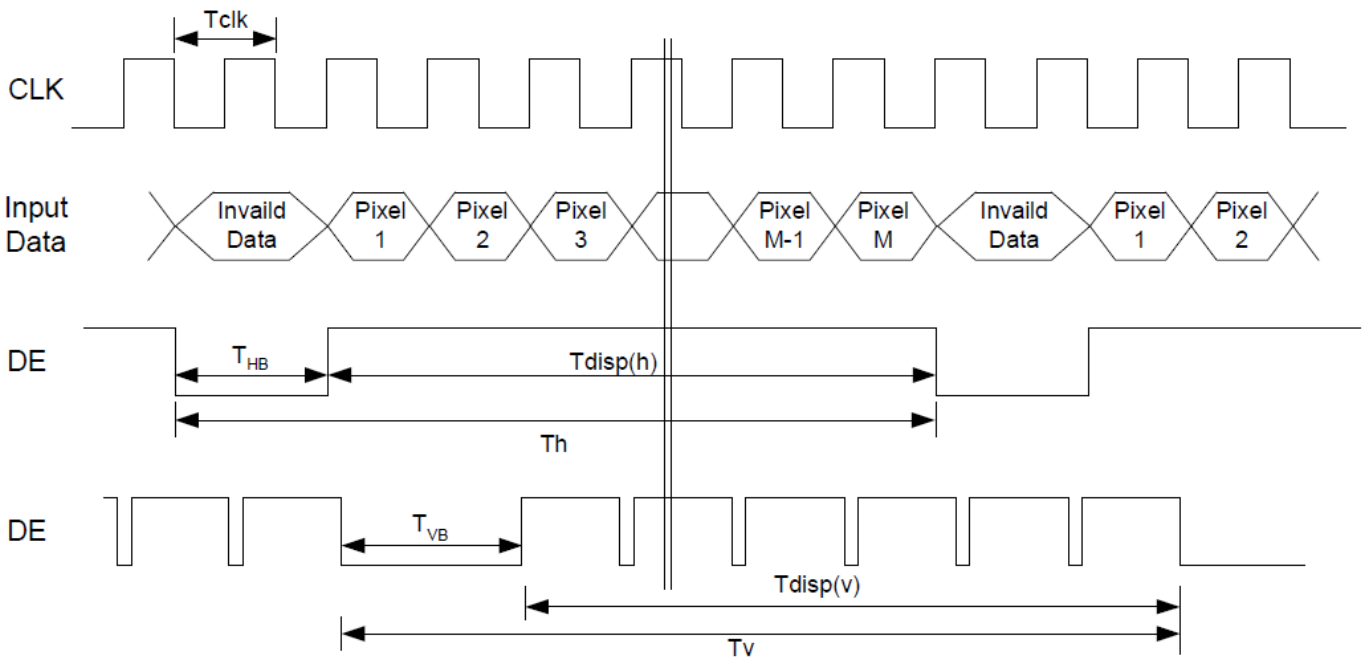 Tclk
CLK
Input
Data
Invaild
Data
Pixel
1
Pixel
2
Pixel
3
Pixel
M-1
Pixel
M
Invaild
Data
Pixel
1
Pixel
2
DE
THB
Tdisp(h)
Th
DE
TVB
Tdisp(v)
Tv